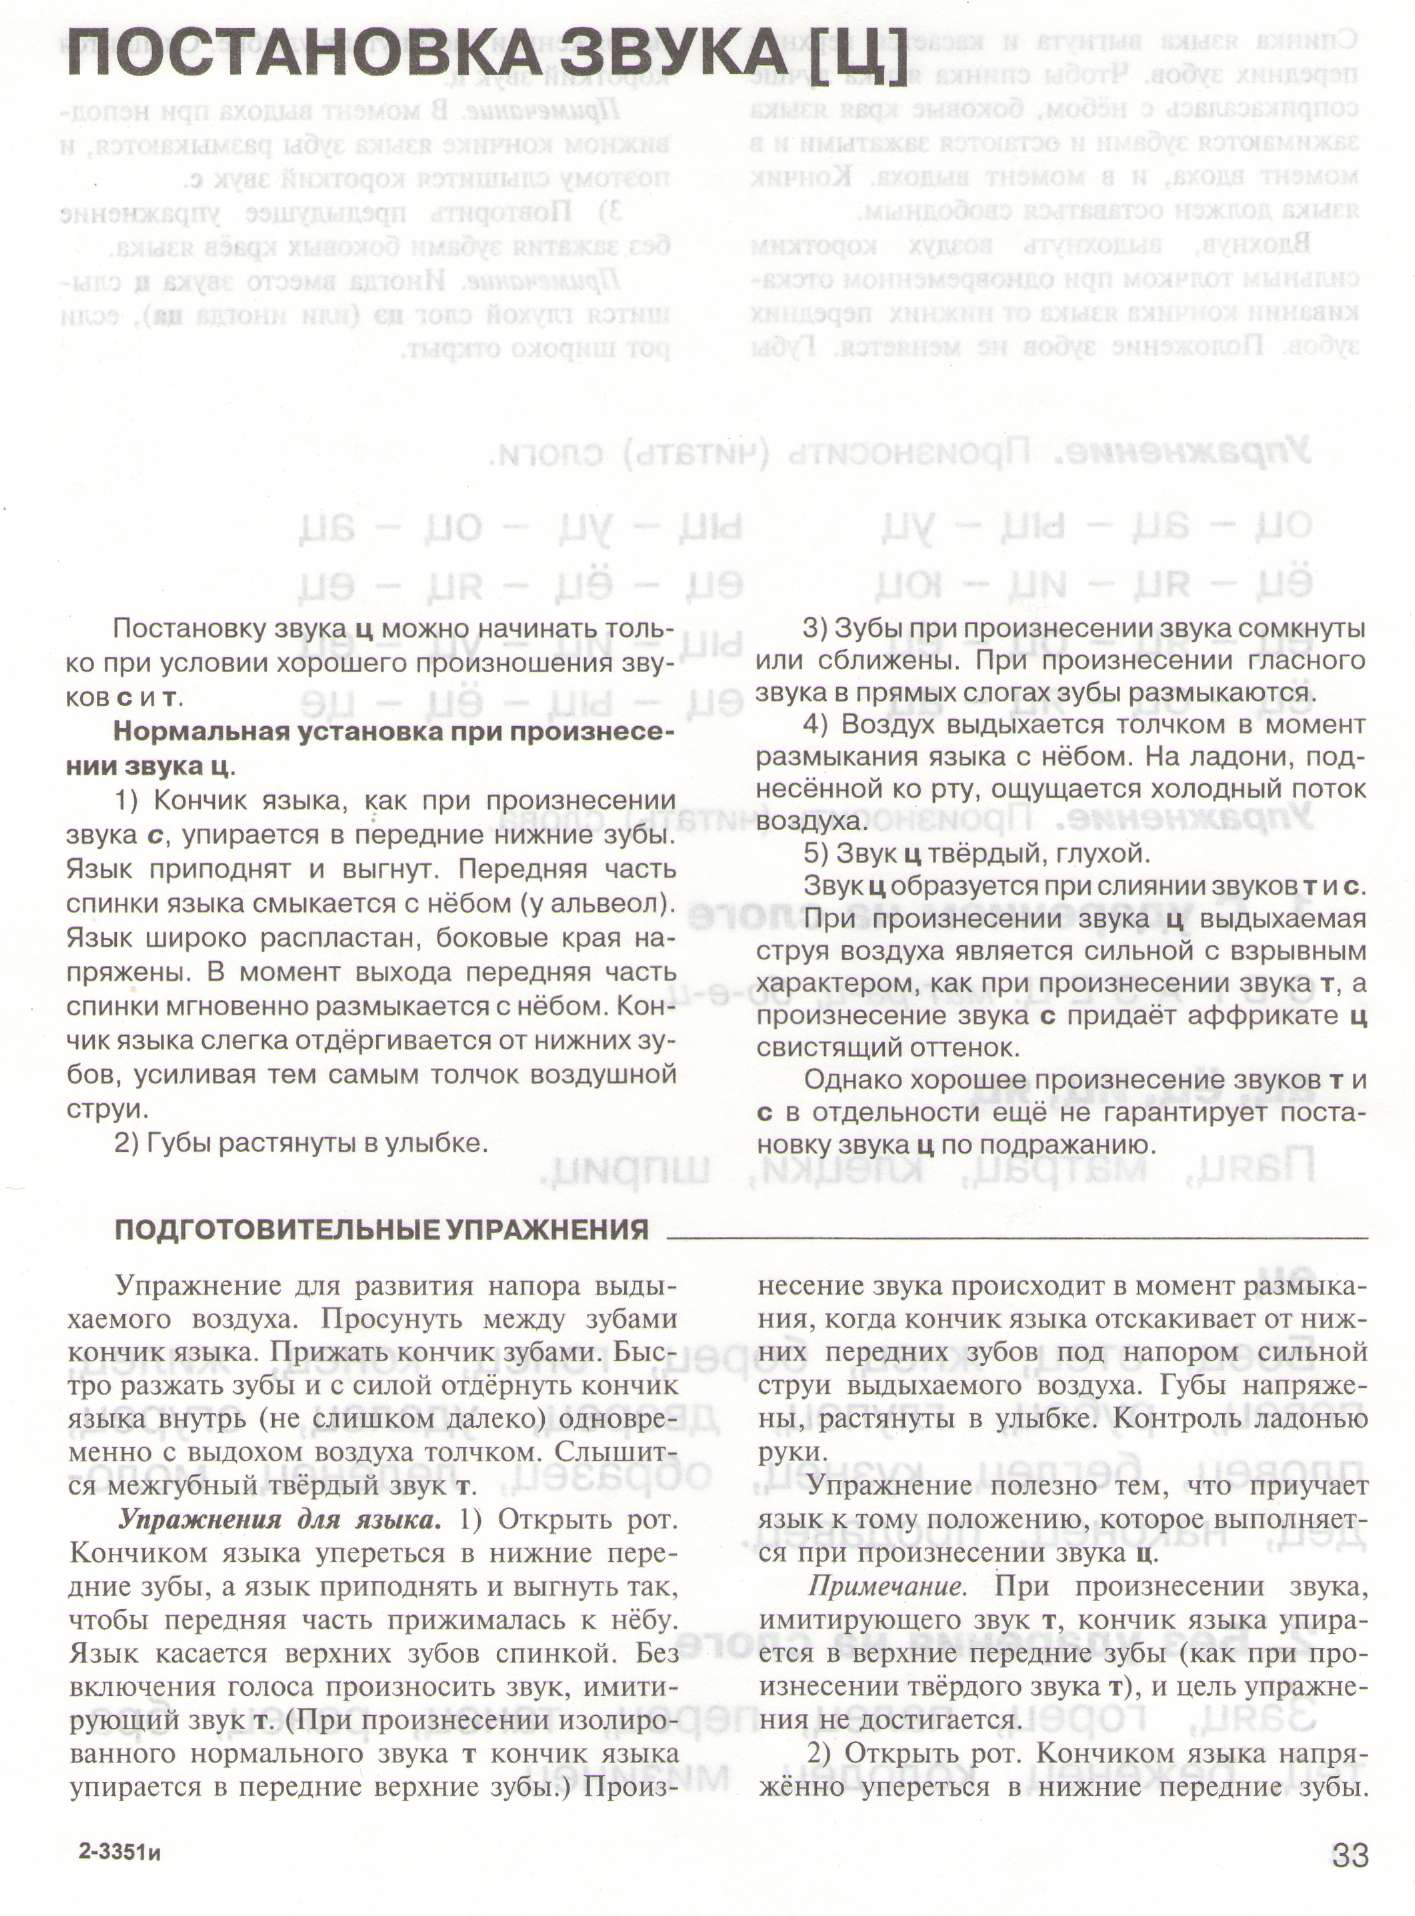 ПОСТАНОВКА ЗВУКА [Ц]
Постановку звука ц можно начинать толь-
ко при условии хорошего произношения зву-
ков с и т.
Нормальная установка при произнесе-
нии звука ц.
1) Кончик языка, как при произнесении
звука с, упирается в передние нижние зубы.
Язык приподнят и выгнут. Передняя часть
спинки языка смыкается с нёбом (у альвеол).
Язык широко распластан, боковые края на-
пряжены. В момент выхода передняя часть
спинки мгновенно размыкается с нёбом. Кон-
чик языка слегка отдёргивается от нижних зу-
бов, усиливая тем самым толчок воздушной
струи.
2) Губы растянуты в улыбке.
3) Зубы при произнесении звука сомкнуты
или сближены. При произнесении гласного
звука в прямых слогах зубы размыкаются.
4) Воздух выдыхается толчком в момент
размыкания языка с нёбом. На ладони, под-
несённой ко рту, ощущается холодный поток
воздуха.
5) Звук ц твёрдый, глухой.
Звук ц образуется при слиянии звуков т и с.
При произнесении звука ц выдыхаемая
струя воздуха является сильной с взрывным
характером, как при произнесении звука т, а
произнесение звука с придаёт аффрикате ц
свистящий оттенок.
Однако хорошее произнесение звуков т и
с в отдельности ещё не гарантирует поста-
новку звука ц по подражанию.
ПОДГОТОВИТЕЛЬНЫЕ УПРАЖНЕНИЯ
Упражнение для развития напора выды-
хаемого воздуха. Просунуть между зубами
кончик языка. Прижать кончик зубами. Быс-
тро разжать зубы и с силой отдёрнуть кончик
языка внутрь (не слишком далеко) одновре-
менно с выдохом воздуха толчком. Слышит-
ся межгубный твёрдый звук т.
Упражнения для языка. 1) Открыть рот.
Кончиком языка упереться в нижние пере-
дние зубы, а язык приподнять и выгнуть так,
чтобы передняя часть прижималась к нёбу.
Язык касается верхних зубов спинкой. Без
включения голоса произносить звук, имити-
рующий звук т. (При произнесении изолиро-
ванного нормального звука т кончик языка
упирается в передние верхние зубы.) Произ-
несение звука происходит в момент размыка-
ния, когда кончик языка отскакивает от ниж-
них передних зубов под напором сильной
струи выдыхаемого воздуха. Губы напряже-
ны, растянуты в улыбке. Контроль ладонью
руки.
Упражнение полезно тем, что приучает
язык к тому положению, которое выполняет-
ся при произнесении звука ц.
Примечание. При произнесении звука,
имитирующего звук т, кончик языка упира-
ется в верхние передние зубы (как при про-
изнесении твёрдого звука т), и цель упражне-
ния не достигается.
2) Открыть рот. Кончиком языка напря-
жённо упереться в нижние передние зубы.
2-3351и
33